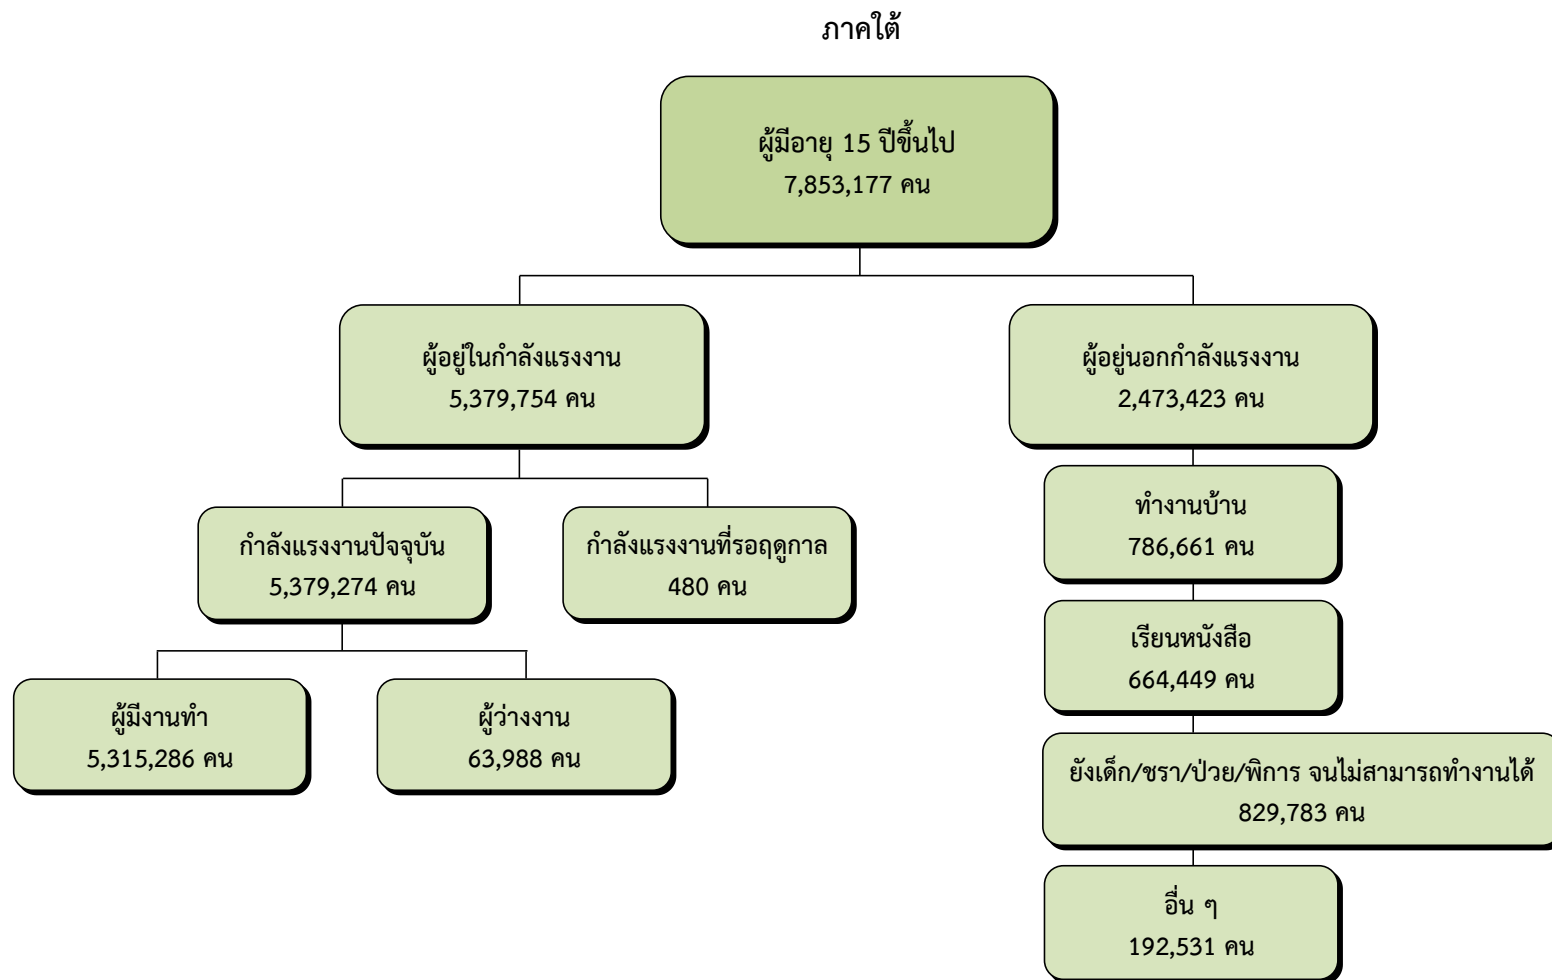 ภาคใต้
ผู้มีอายุ 15 ปีขึ้นไป
7,853,177 คน
ผู้อยู่ในกำลังแรงงาน
5,379,754 คน
ผู้อยู่นอกกำลังแรงงาน
2,473,423 คน
กำลังแรงงานปัจจุบัน
5,379,274 คน
กำลังแรงงานที่รอฤดูกาล
480 คน
ผู้มีงานทำ
5,315,286 คน
ผู้ว่างงาน
63,988 คน
ทำงานบ้าน
786,661 คน
เรียนหนังสือ
664,449 คน
ยังเด็ก/ชรา/ป่วย/พิการ จนไม่สามารถทำงานได้
829,783 คน
อื่น ๆ
192,531 คน